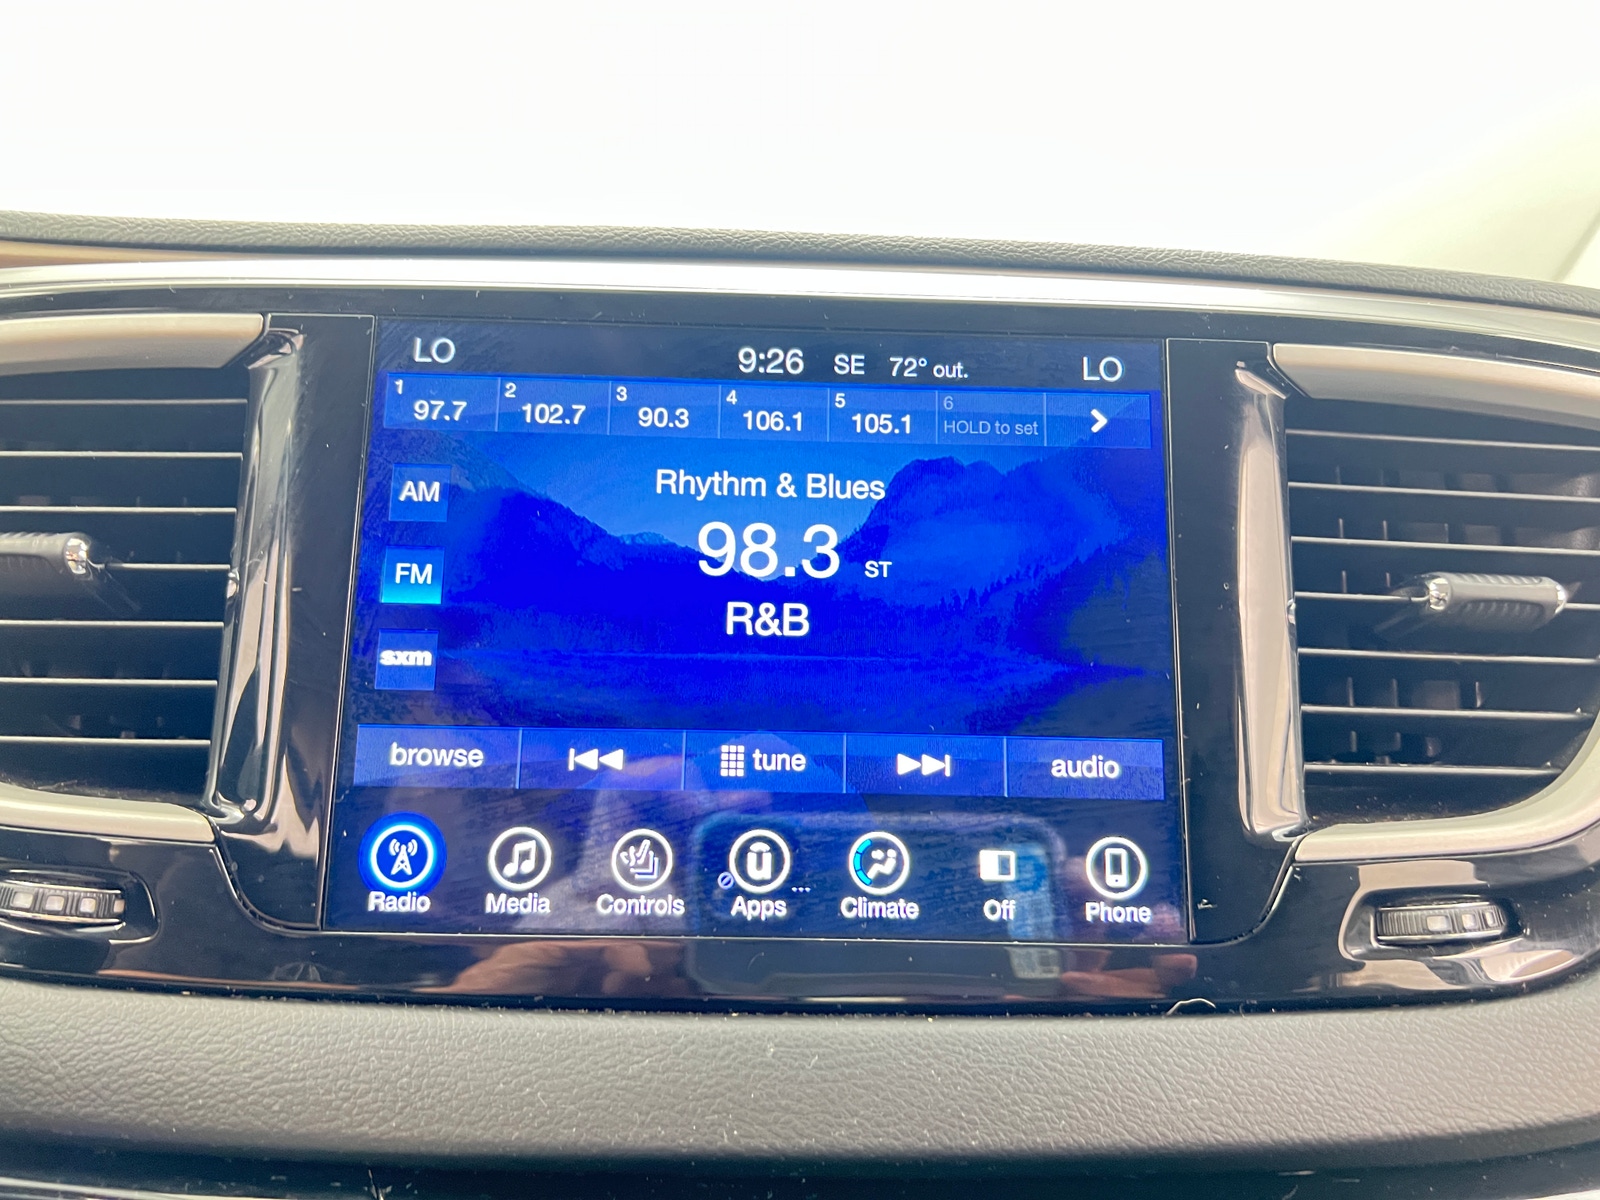 LO 9:26 SE 72° out. LO
1 97.7 2 102.7 3 90.3 4 106.1 5 105.1 6 HOLD to set
AM
FM
sxm
Rhythm & Blues
98.3 ST
R&B
browse tune audio
Radio Media Controls Apps Climate Off Phone